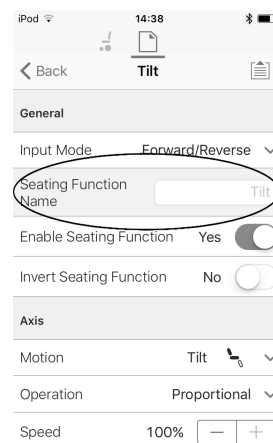 iPod 14:38
Back Tilt
General
Input Mode Forward/Reverse
Seating Function
Name Tilt
Enable Seating Function Yes
Invert Seating Function No
Axis
Motion Tilt
Operation Proportional
Speed 100% − +